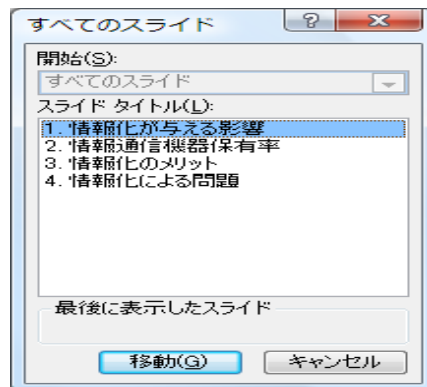 すべてのスライド
開始(S):
すべてのスライド
スライド タイトル(L):
1. 情報化が与える影響
2. 情報通信機器保有率
3. 情報化のメリット
4. 情報化による問題
最後に表示したスライド
移動(G) キャンセル